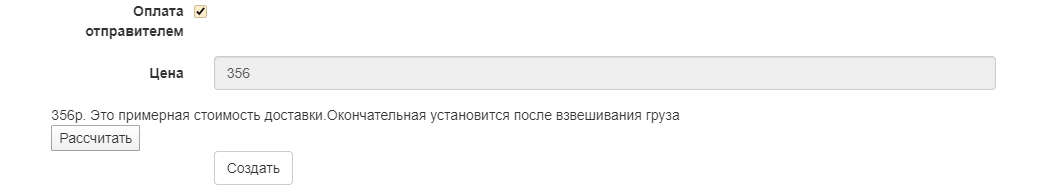 Оплата
отправителем
Цена
356
356р. Это примерная стоимость доставки.Окончательная установится после взвешивания груза
Рассчитать
Создать